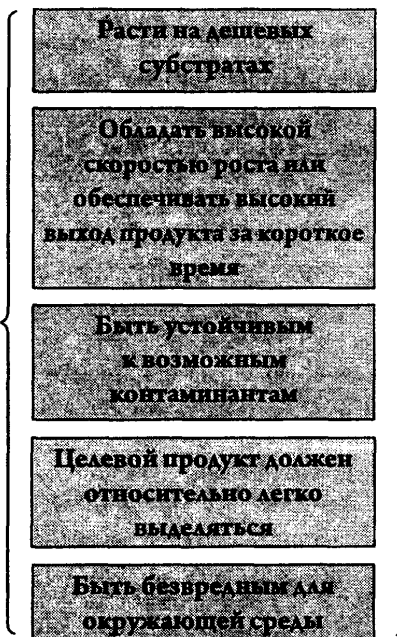 Расти на дешевых
субстратах
Обладать высокой
скоростью роста или
обеспечивать высокий
выход продукта за короткое
время
Быть устойчивым
к возможным
контаминантам
Целевой продукт должен
относительно легко
выделяться
Быть безвредным для
окружающей среды